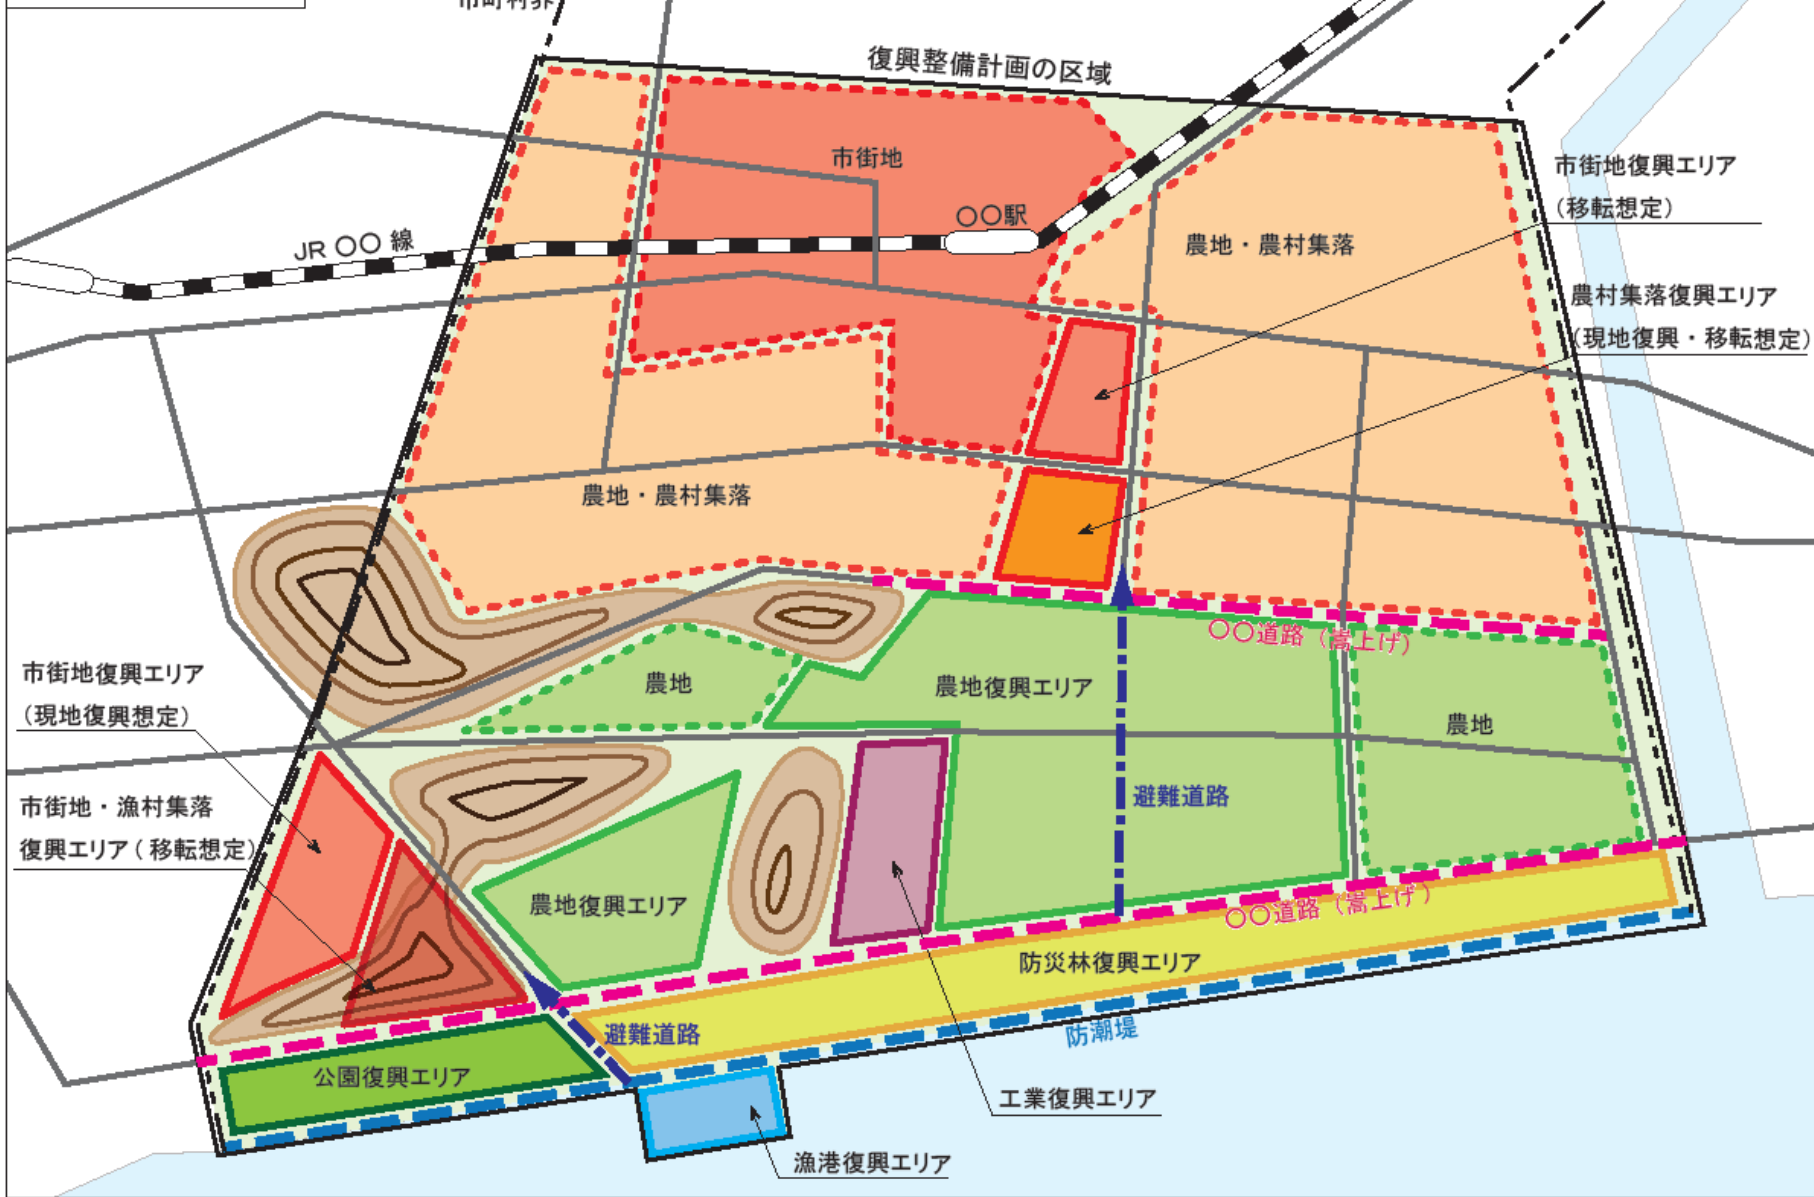 市町村界
復興整備計画の区域
市街地
〇〇駅
JR 〇〇 線
農地・農村集落
市街地復興エリア
(移転想定)
農村集落復興エリア
(現地復興・移転想定)
農地・農村集落
〇〇道路 (嵩上げ)
市街地復興エリア
(現地復興想定)
農地
農地復興エリア
農地
避難道路
市街地・漁村集落
復興エリア (移転想定)
農地復興エリア
〇〇道路 (嵩上げ)
防災林復興エリア
避難道路
防潮堤
公園復興エリア
工業復興エリア
漁港復興エリア